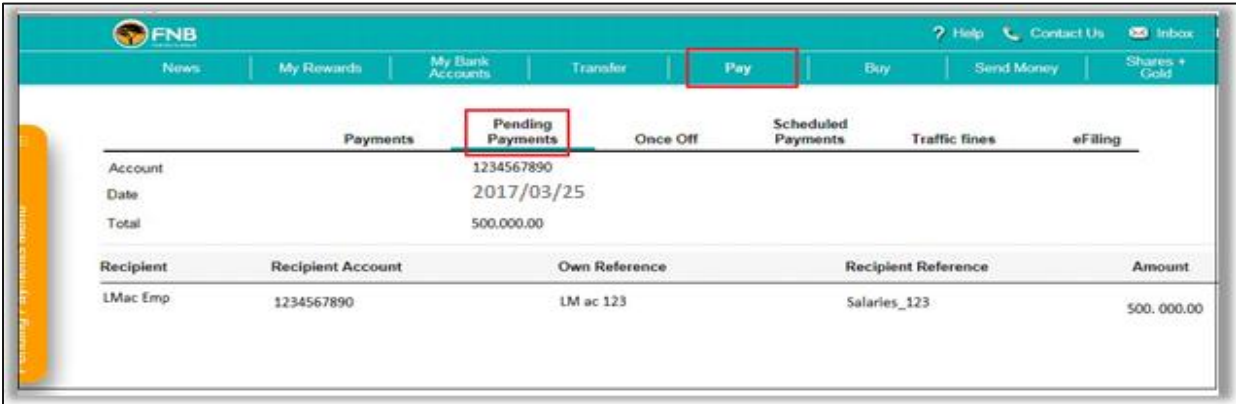 FNB
? Help Contact Us Inbox
News My Rewards My Bank Accounts Transfer Pay Buy Send Money Shares + Gold
Payments Pending Payments Once Off Scheduled Payments Traffic fines eFiling
Account 1234567890
Date 2017/03/25
Total 500.000.00
Recipient Recipient Account Own Reference Recipient Reference Amount
LMac Emp 1234567890 LM ac 123 Salaries_123 500. 000.00